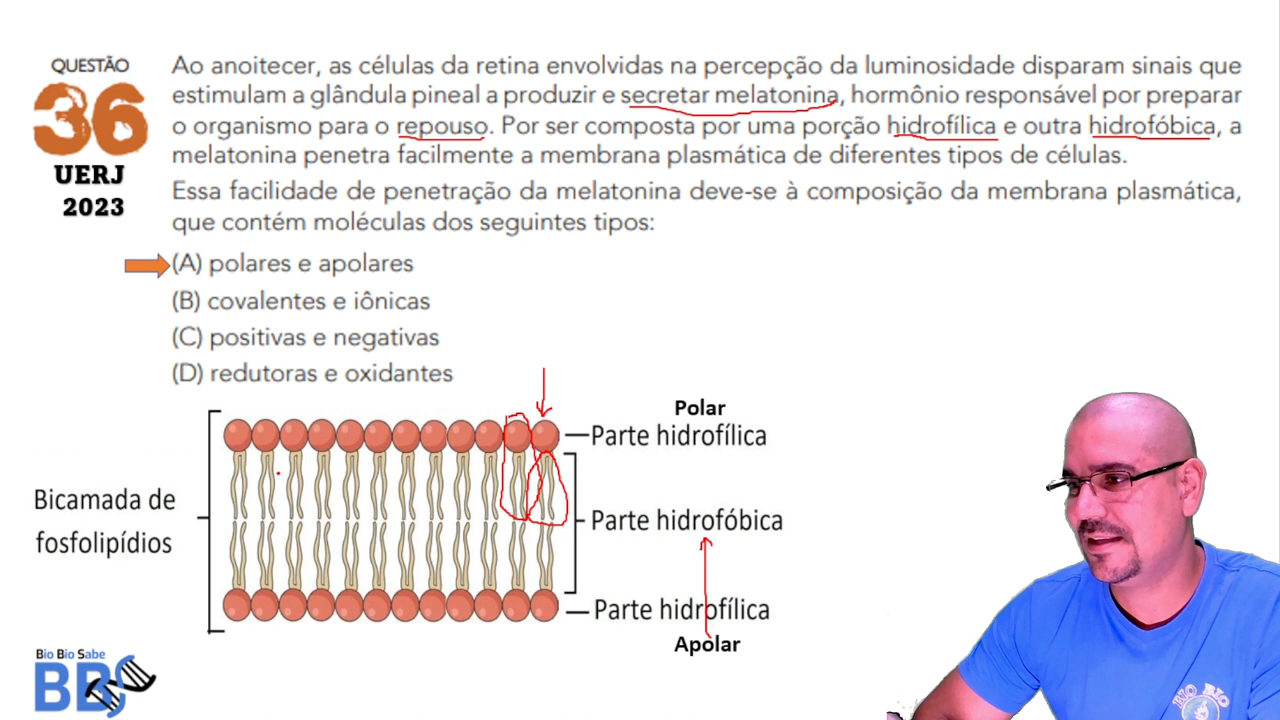 QUESTÃO
36
UERJ
2023
Ao anoitecer, as células da retina envolvidas na percepção da luminosidade disparam sinais que
estimulam a glândula pineal a produzir e secretar melatonina, hormônio responsável por preparar
o organismo para o repouso. Por ser composta por uma porção hidrofílica e outra hidrofóbica, a
melatonina penetra facilmente a membrana plasmática de diferentes tipos de células.
Essa facilidade de penetração da melatonina deve-se à composição da membrana plasmática,
que contém moléculas dos seguintes tipos:
(A) polares e apolares
(B) covalentes e iônicas
(C) positivas e negativas
(D) redutoras e oxidantes
Polar
Parte hidrofílica
Bicamada de
fosfolipídios
Parte hidrofóbica
Parte hidrofílica
Apolar
Bio Bio Sabe
BBS
BIO BIO